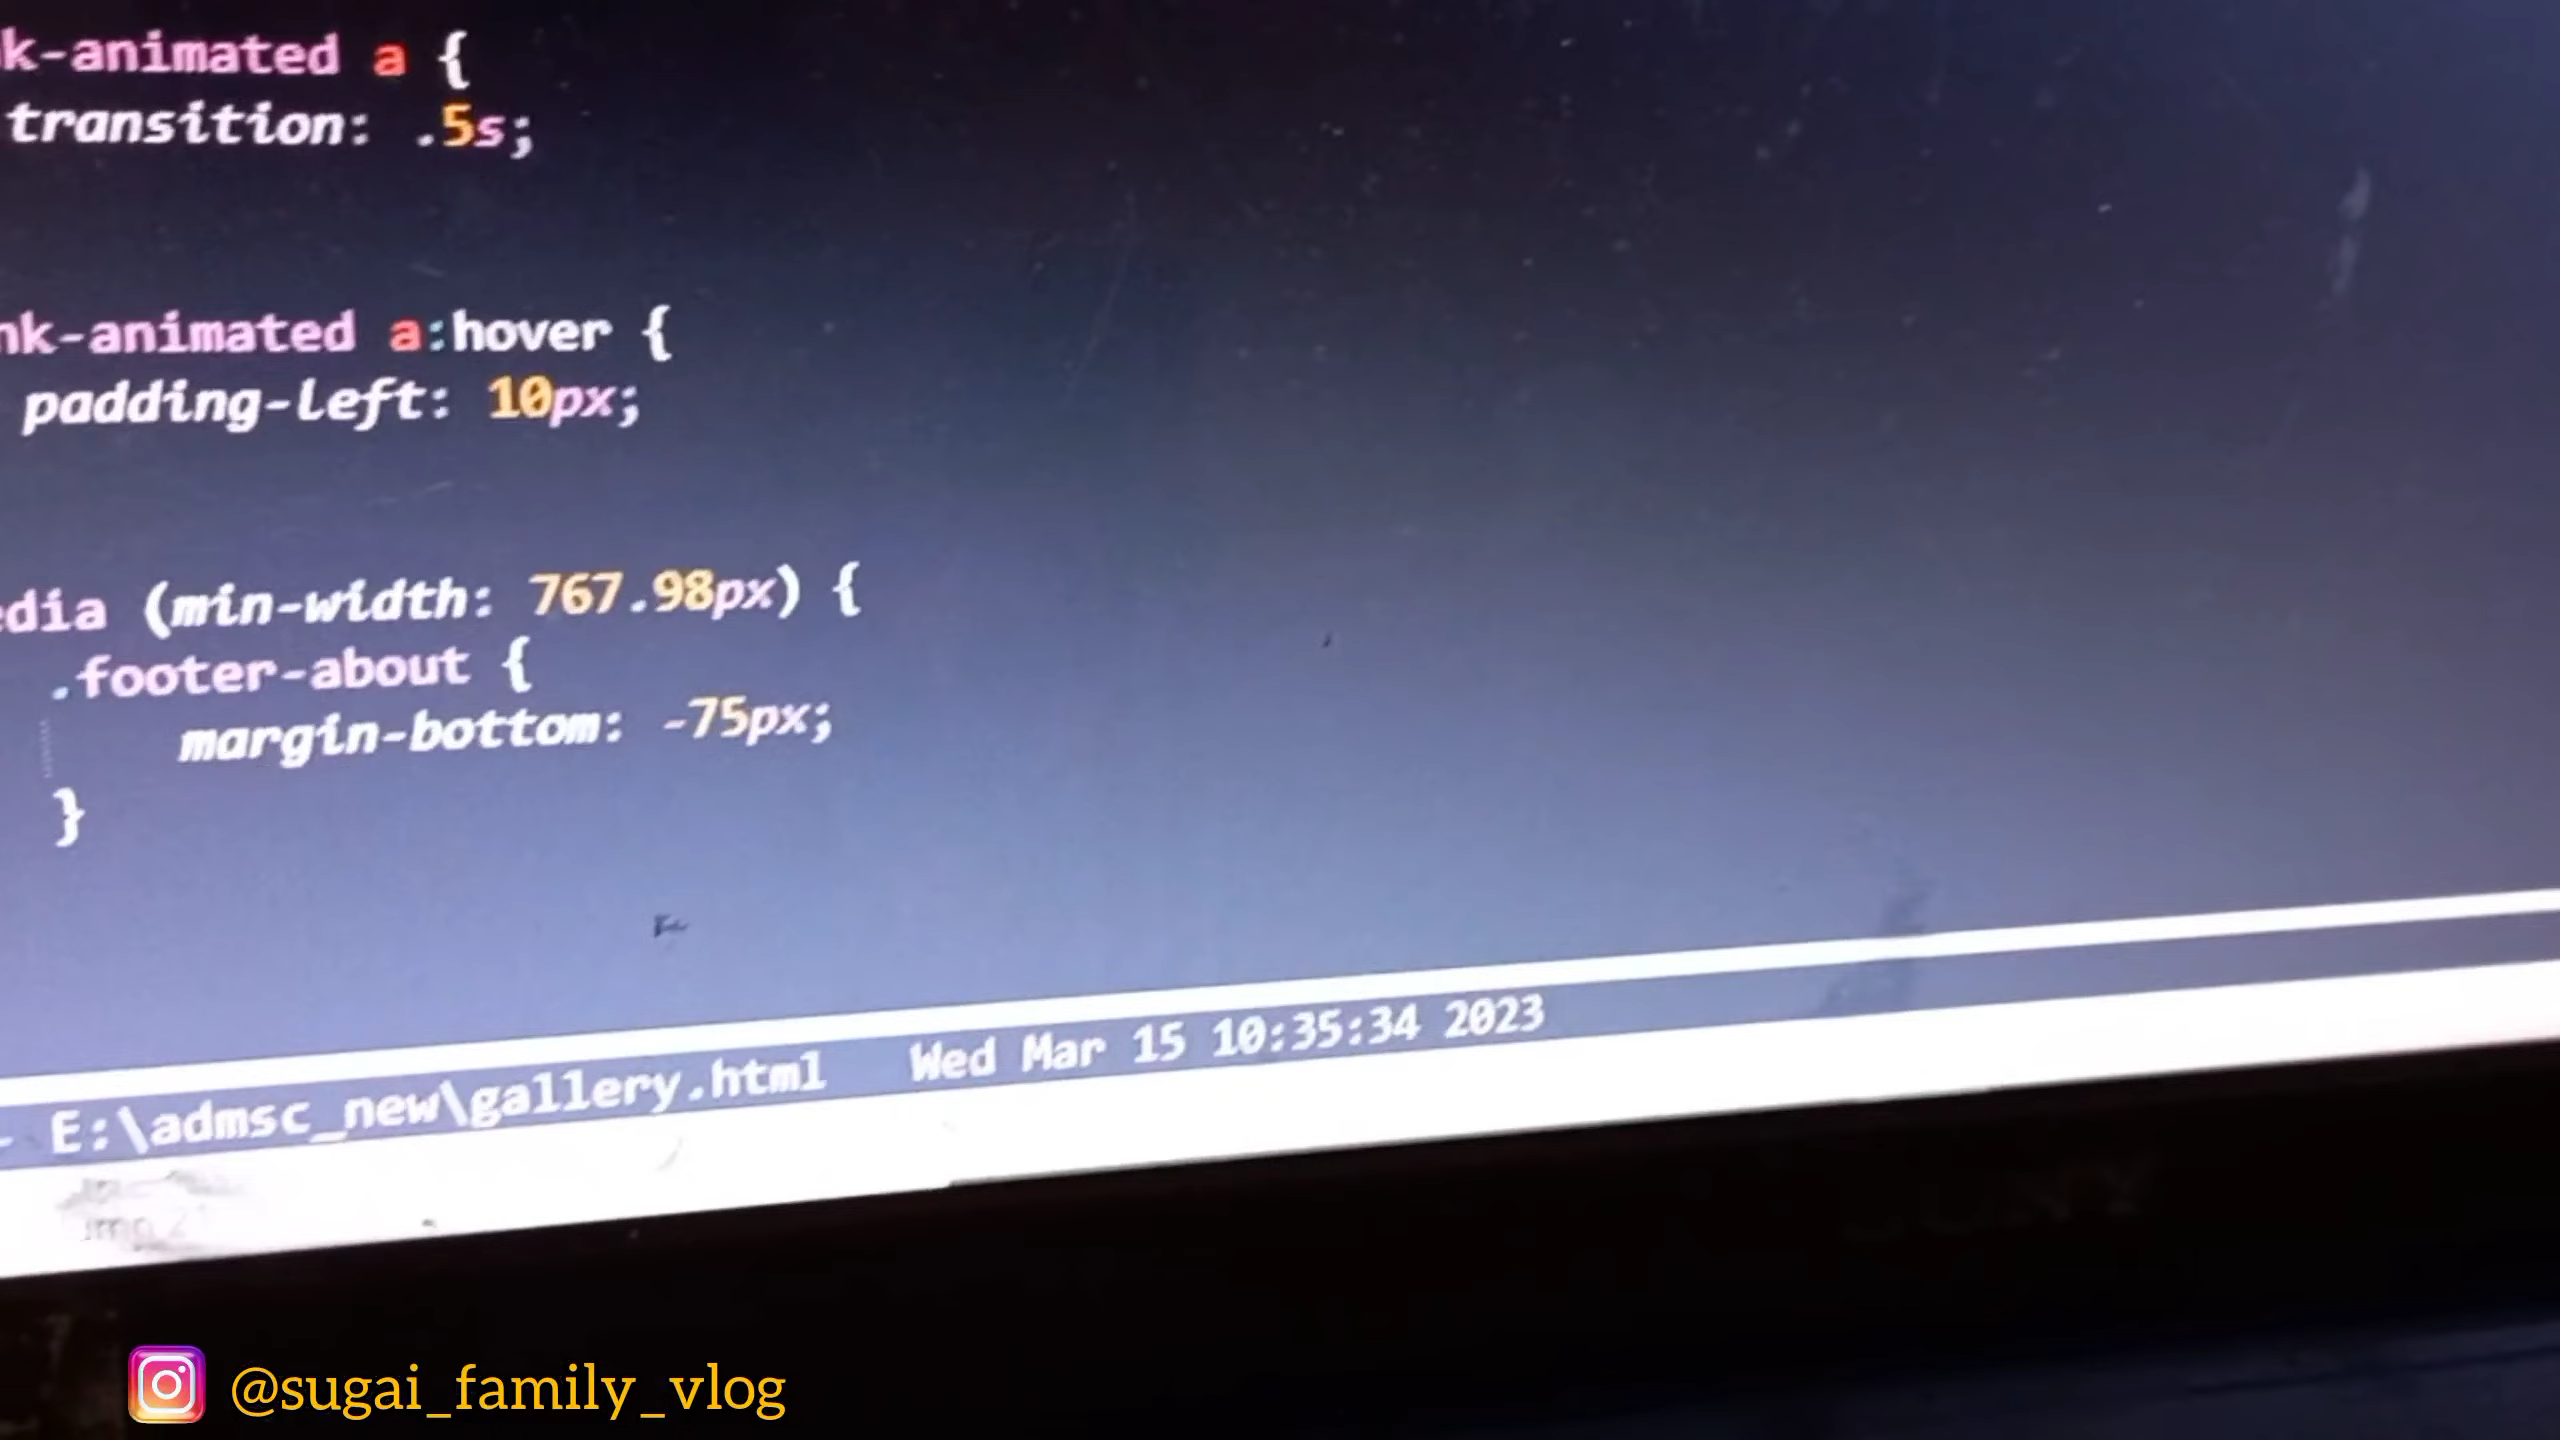 k-animated a {
transition: .5s;
nk-animated a:hover {
padding-left: 10px;
edia (min-width: 767.98px) {
.footer-about {
margin-bottom: -75px;
}
E:\admsc_new\gallery.html Wed Mar 15 10:35:34 2023
@sugai_family_vlog